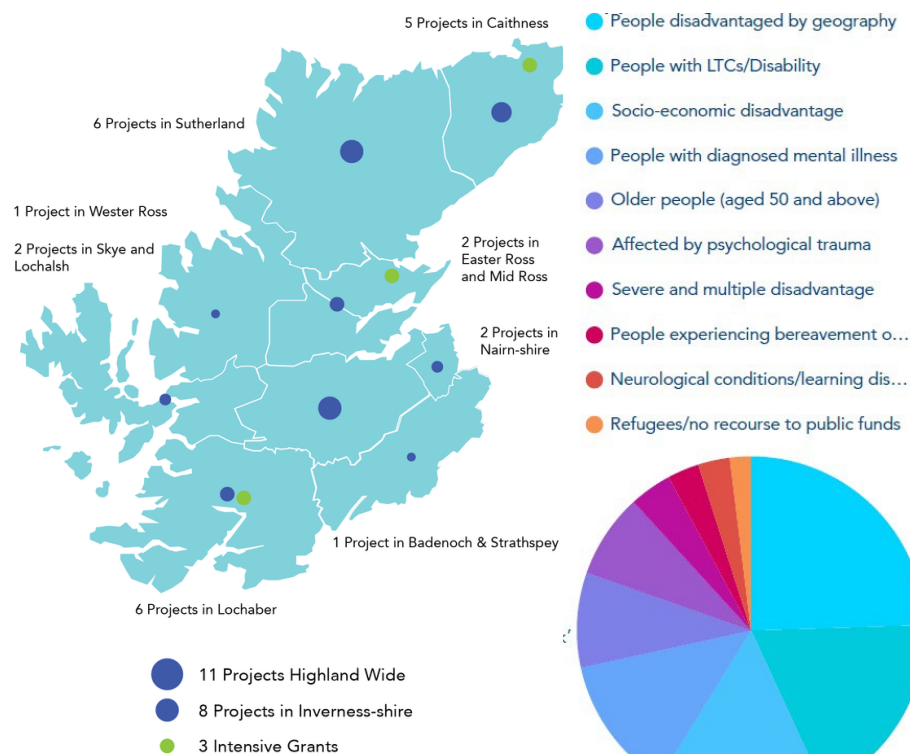 5 Projects in Caithness
6 Projects in Sutherland
1 Project in Wester Ross
2 Projects in Skye and
Lochalsh
2 Projects in
Easter Ross
and Mid Ross
2 Projects in
Nairn-shire
1 Project in Badenoch & Strathspey
6 Projects in Lochaber
11 Projects Highland Wide
8 Projects in Inverness-shire
3 Intensive Grants
People disadvantaged by geography
People with LTCs/Disability
Socio-economic disadvantage
People with diagnosed mental illness
Older people (aged 50 and above)
Affected by psychological trauma
Severe and multiple disadvantage
People experiencing bereavement o...
Neurological conditions/learning dis...
Refugees/no recourse to public funds